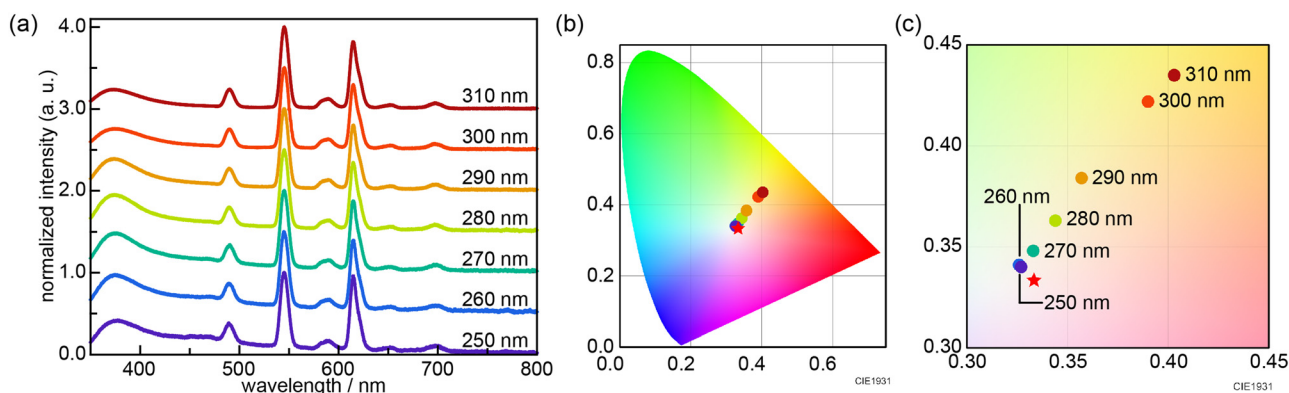 (a)
normalized intensity (a. u.)
4.0
3.0
2.0
1.0
0.0
310 nm
300 nm
290 nm
280 nm
270 nm
260 nm
250 nm
400
500
600
700
800
wavelength / nm
(b)
0.8
0.6
0.4
0.2
0.0
0.0
0.2
0.4
0.6
CIE1931
(c)
0.45
0.40
0.35
0.30
310 nm
300 nm
290 nm
260 nm
280 nm
270 nm
250 nm
0.30
0.35
0.40
0.45
CIE1931